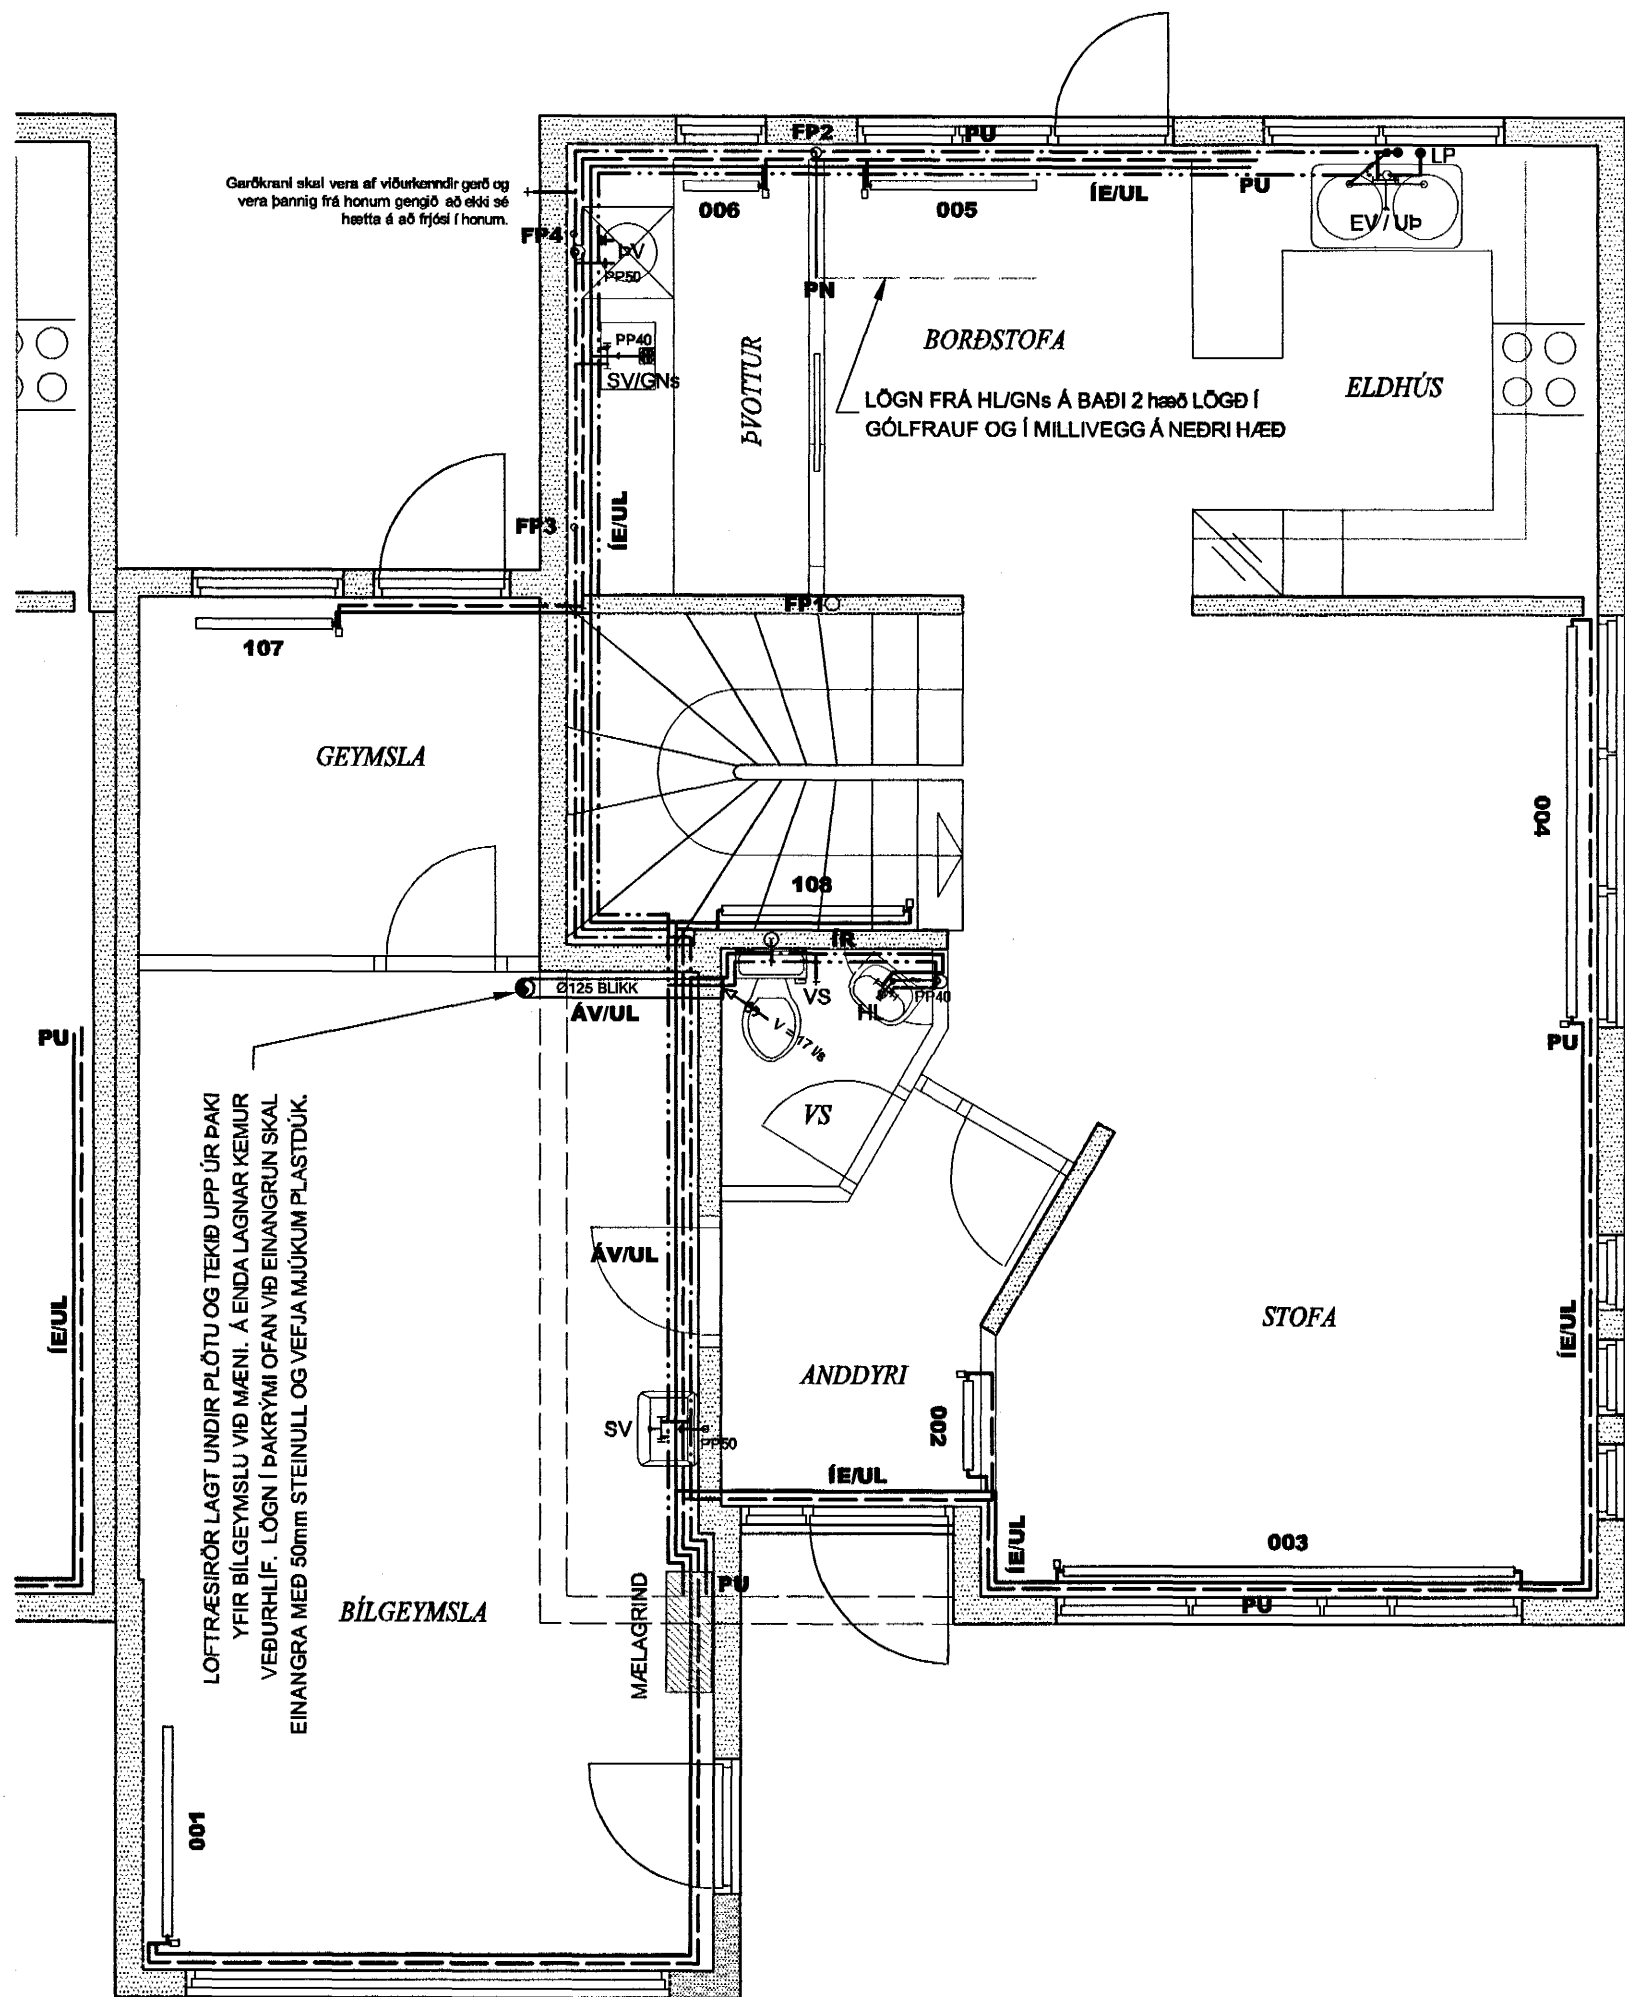 FP2
PU
Garðkrani skal vera af viðurkenndir gerð og
vera þannig frá honum gengið að ekki sé
hætta á að frjósi í honum.
LP
PU
ÍE/UL
006
005
EV / UÞ
FP4
ÞV
PP50
PN
PP40
SV/GNs
ÞVOTTUR
BORÐSTOFA
ELDHÚS
LÖGN FRÁ HL/GNs Á BAÐI 2 hæð LÖGÐ Í
GÓLFRAUF OG Í MILLIVEGG Á NEÐRI HÆÐ
FP3
ÍE/UL
FP1
107
GEYMSLA
004
108
ÍR
Ø125 BLIKK
ÁV/UL
VS
HL
PP40
V = 17 l/s
PU
PU
VS
LOFTRÆSIRÖR LAGT UNDIR PLÖTU OG TEKIÐ UPP ÚR ÞAKI
YFIR BÍLGEYMSLU VIÐ MÆNI. Á ENDA LAGNAR KEMUR
VEÐURHLÍF. LÖGN Í ÞAKRÝMI OFAN VIÐ EINANGRUN SKAL
EINANGRA MEÐ 50mm STEINULL OG VEFJA MJÚKUM PLASTDÚK.
ÁV/UL
ÍE/UL
STOFA
ÍE/UL
ANDDYRI
002
SV
PP50
ÍE/UL
ÍE/UL
003
PU
PU
BÍLGEYMSLA
MÆLAGRIND
001